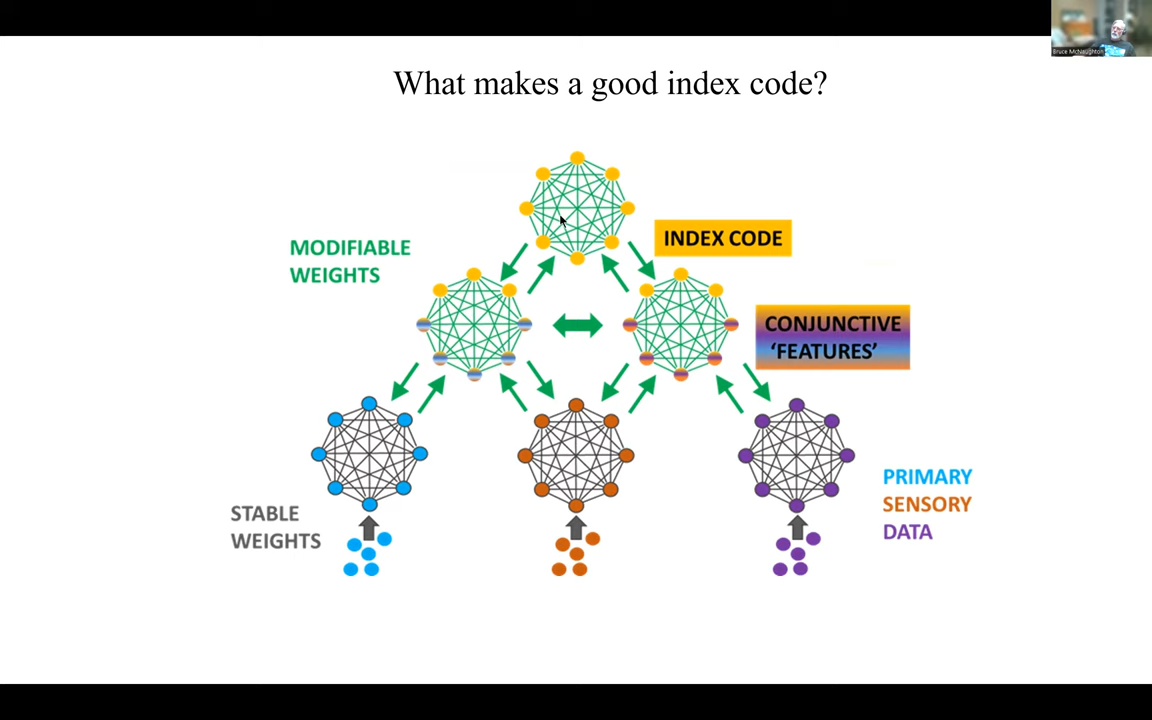 Bruce McNaughton
What makes a good index code?
INDEX CODE
MODIFIABLE
WEIGHTS
CONJUNCTIVE
‘FEATURES’
PRIMARY
SENSORY
DATA
STABLE
WEIGHTS